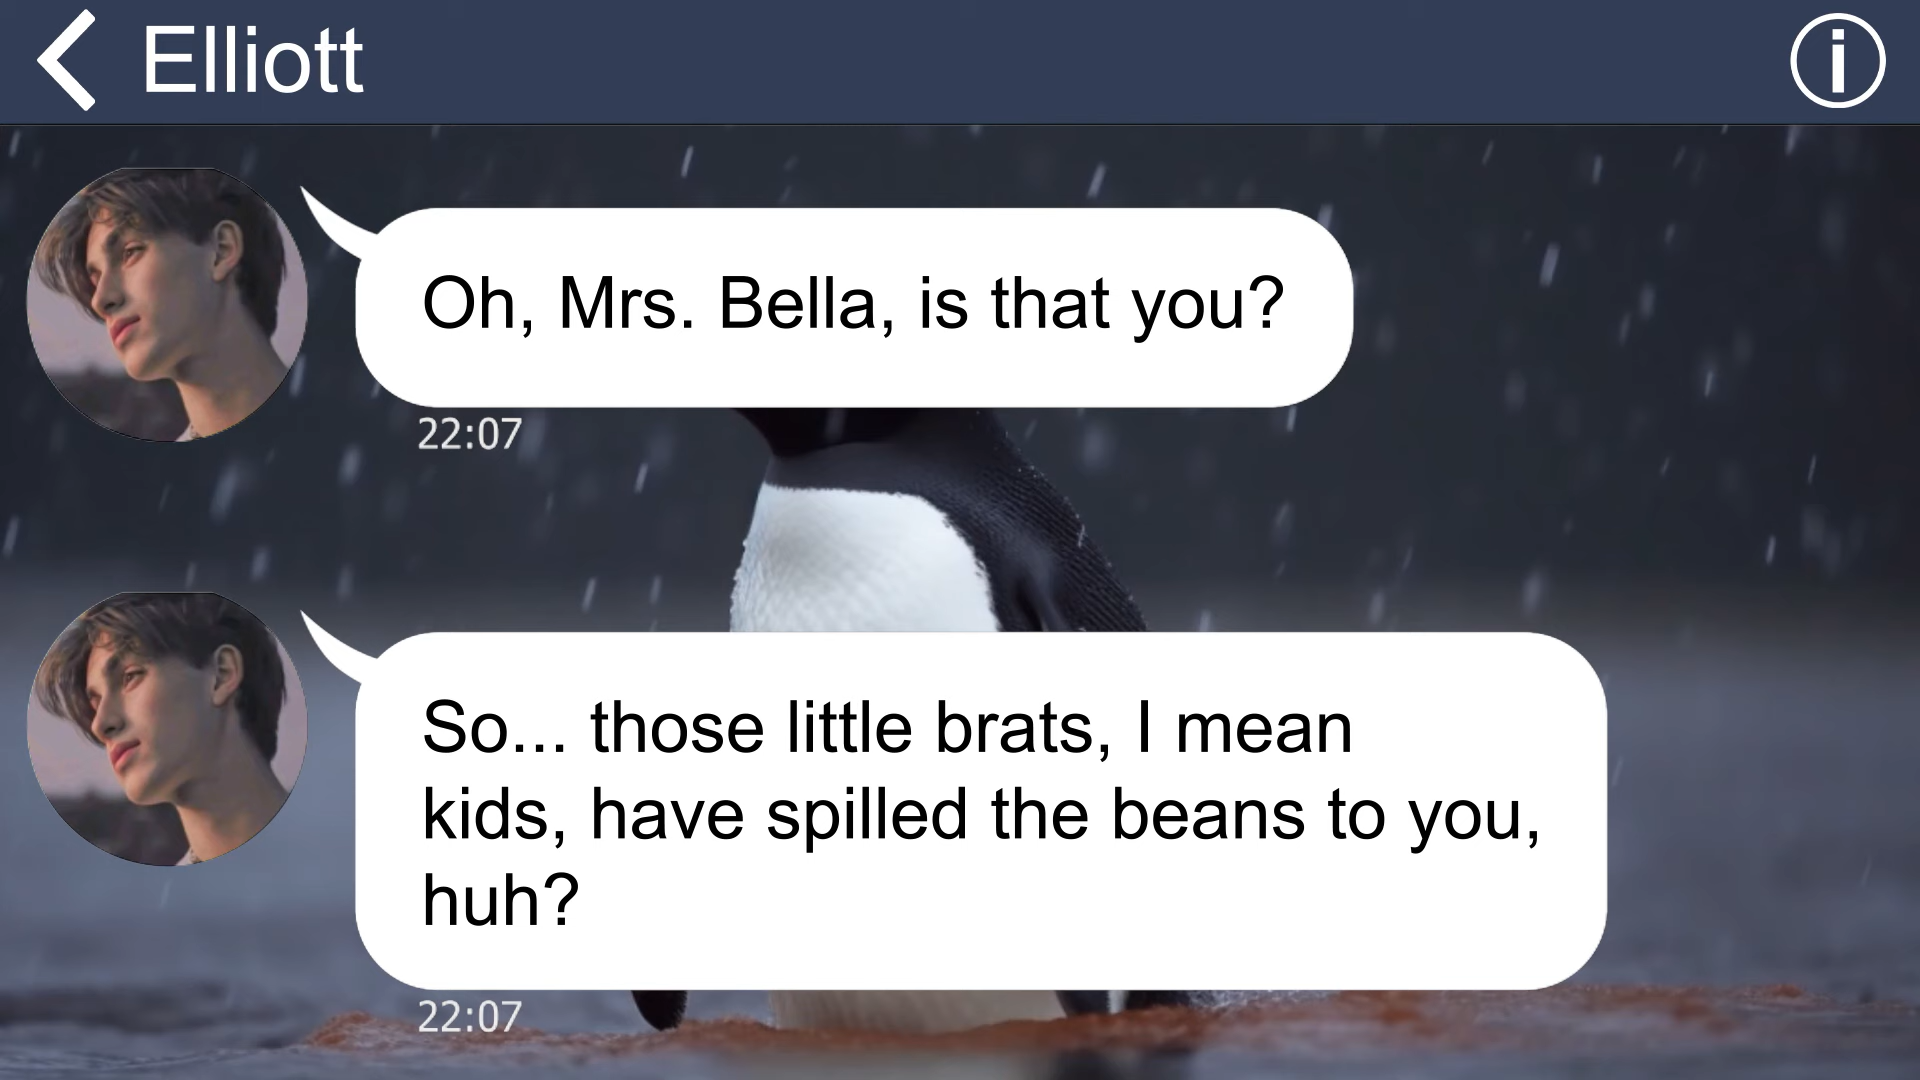 Elliott
Oh, Mrs. Bella, is that you?
22:07
So... those little brats, I mean
kids, have spilled the beans to you,
huh?
22:07